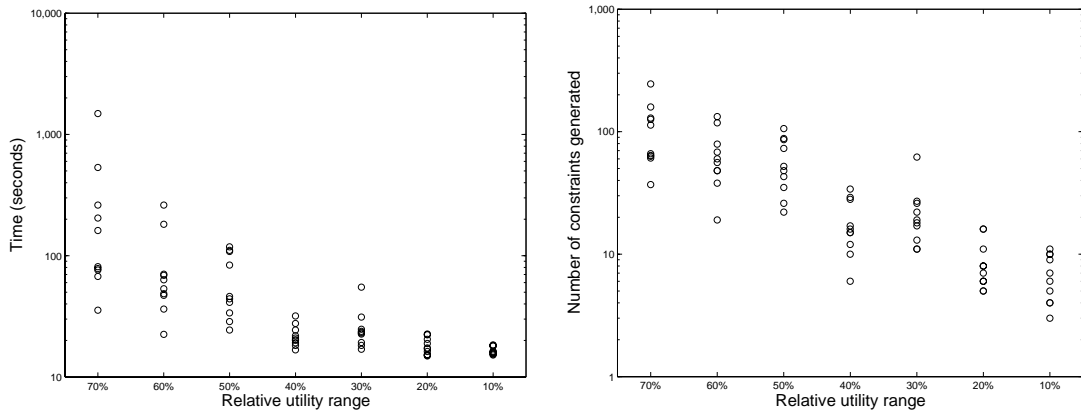 10,000
1,000
100
10
Time (seconds)
70% 60% 50% 40% 30% 20% 10%
Relative utility range
1,000
100
10
1
Number of constraints generated
70% 60% 50% 40% 30% 20% 10%
Relative utility range